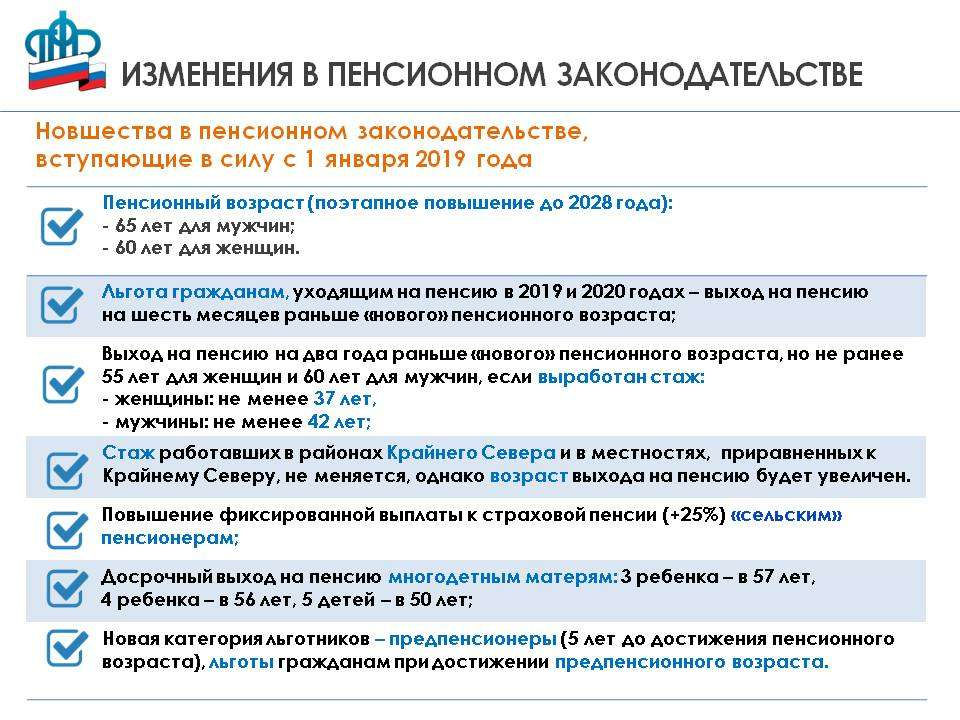 ИЗМЕНЕНИЯ В ПЕНСИОННОМ ЗАКОНОДАТЕЛЬСТВЕ
Новшества в пенсионном законодательстве,
вступающие в силу с 1 января 2019 года
Пенсионный возраст (поэтапное повышение до 2028 года):
- 65 лет для мужчин;
- 60 лет для женщин.
Льгота гражданам, уходящим на пенсию в 2019 и 2020 годах – выход на пенсию
на шесть месяцев раньше «нового» пенсионного возраста;
Выход на пенсию на два года раньше «нового» пенсионного возраста, но не ранее
55 лет для женщин и 60 лет для мужчин, если выработан стаж:
- женщины: не менее 37 лет,
- мужчины: не менее 42 лет;
Стаж работавших в районах Крайнего Севера и в местностях, приравненных к
Крайнему Северу, не меняется, однако возраст выхода на пенсию будет увеличен.
Повышение фиксированной выплаты к страховой пенсии (+25%) «сельским»
пенсионерам;
Досрочный выход на пенсию многодетным матерям: 3 ребенка – в 57 лет,
4 ребенка – в 56 лет, 5 детей – в 50 лет;
Новая категория льготников – предпенсионеры (5 лет до достижения пенсионного
возраста), льготы гражданам при достижении предпенсионного возраста.